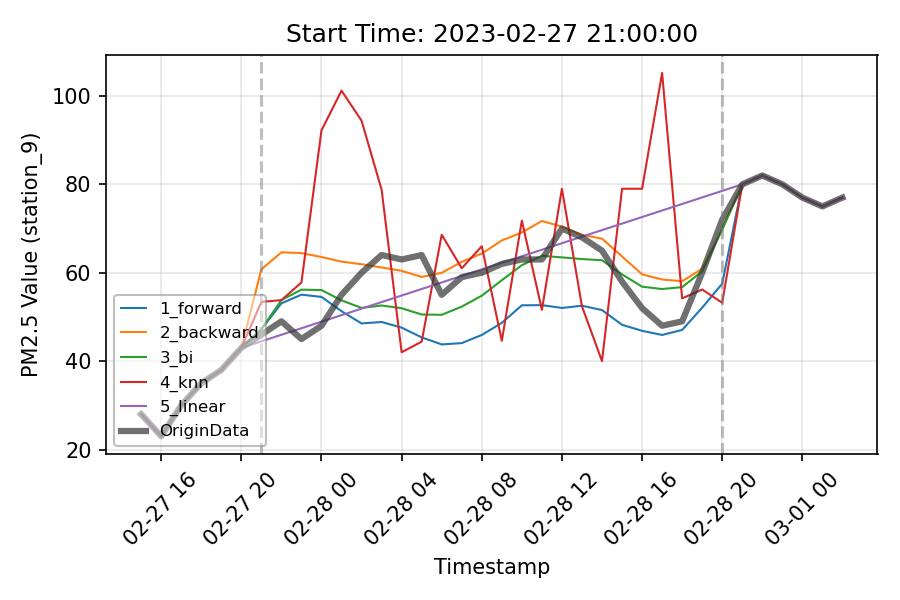 Start Time: 2023-02-27 21:00:00
PM2.5 Value (station_9)
100
80
60
40
20
1_forward
2_backward
3_bi
4_knn
5_linear
OriginData
02-27 16
02-27 20
02-28 00
02-28 04
02-28 08
02-28 12
02-28 16
02-28 20
03-01 00
Timestamp